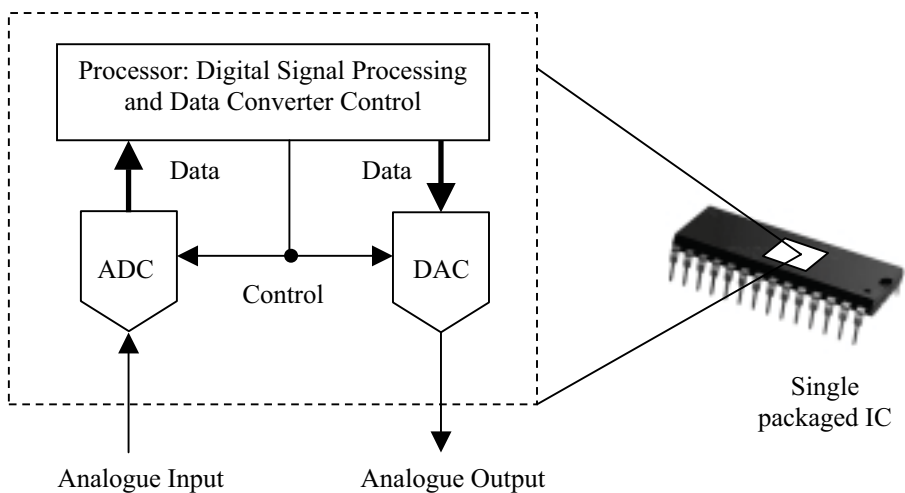 Processor: Digital Signal Processing
and Data Converter Control
Data
Data
ADC
DAC
Control
Single
packaged IC
Analogue Input
Analogue Output